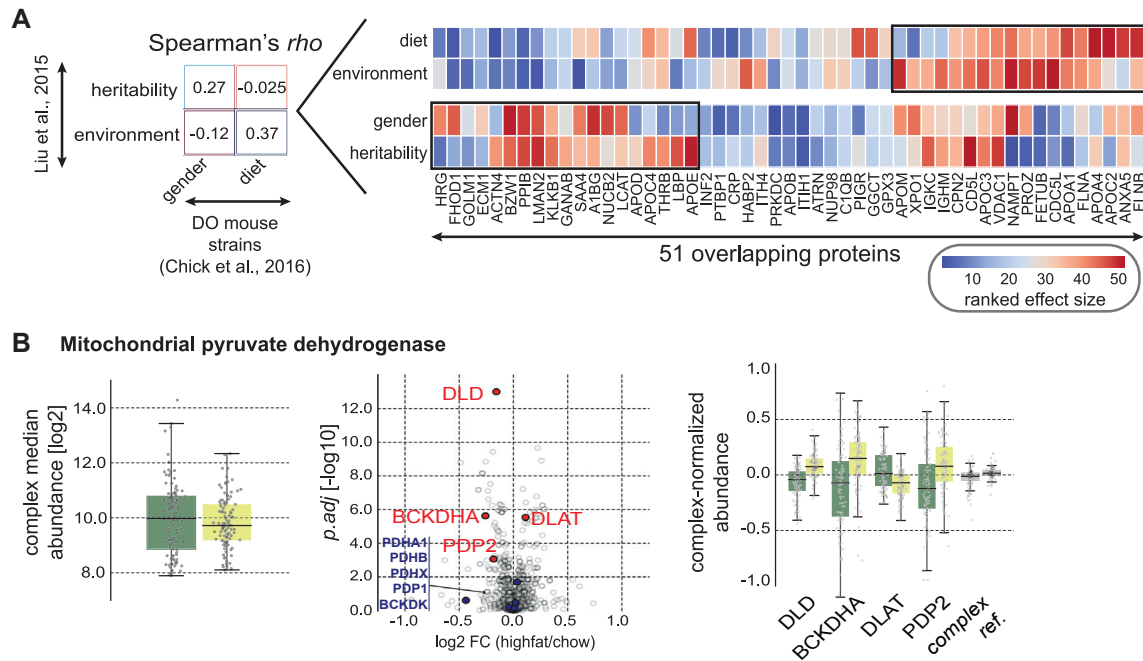 A
Spearman's rho
Liu et al., 2015
heritability
0.27
-0.025
environment
-0.12
0.37
gender
diet
DO mouse
strains
(Chick et al., 2016)
diet
environment
gender
heritability
HRG
FHOD1
GOLM1
ECM1
ACTN4
BZW1
PPIB
LMAN2
KLKB1
GANAB
SAA4
A1BG
NUCB2
LCAT
APOD
APOC4
THRB
LBP
APOE
INF2
PTBP1
CRP
HABP2
ITH4
PRKDC
APOB
ITIH1
ATRN
NUP98
C1QB
PIGR
GGCT
GPX3
APOM
XPO1
IGKC
IGHM
CPN2
CD5L
APOC3
VDAC1
NAMPT
PROZ
FETUB
CDC5L
APOA1
FLNA
APOA4
APOC2
ANXA5
FLNB
51 overlapping proteins
10 20 30 40 50
ranked effect size
B Mitochondrial pyruvate dehydrogenase
complex median
abundance [log2]
14.0
12.0
10.0
8.0
p.adj [-log10]
12.0
10.0
8.0
6.0
4.0
2.0
0.0
DLD
BCKDHA
DLAT
PDP2
PDHA1
PDHB
PDHX
PDP1
BCKDK
-1.0 -0.5 0.0 0.5 1.0
log2 FC (highfat/chow)
complex-normalized
abundance
1.0
0.5
0.0
-0.5
-1.0
DLD
BCKDHA
DLAT
PDP2
complex
ref.